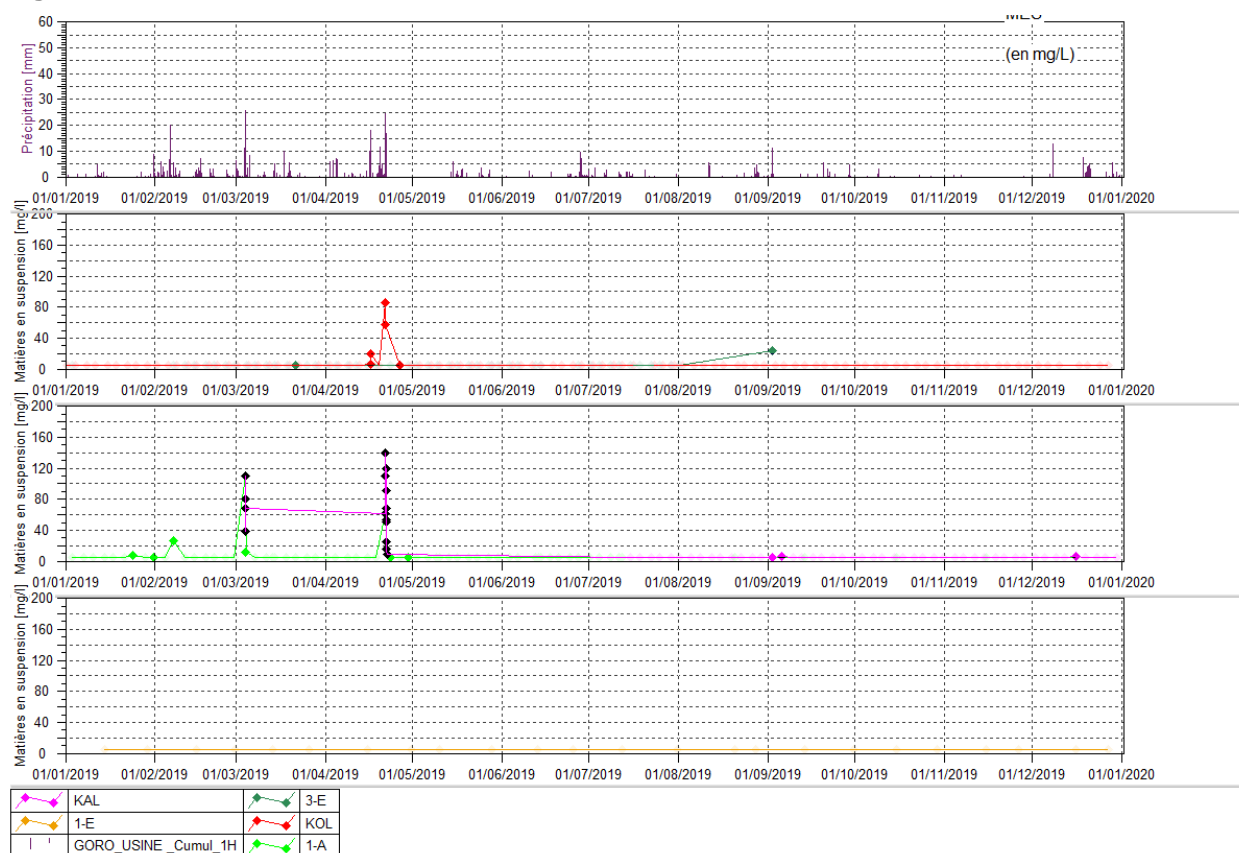 (en mg/L)
Précipitation [mm]
60
50
40
30
20
10
0
01/01/2019 01/02/2019 01/03/2019 01/04/2019 01/05/2019 01/06/2019 01/07/2019 01/08/2019 01/09/2019 01/10/2019 01/11/2019 01/12/2019 01/01/2020
Matières en suspension [mg/l]
200
160
120
80
40
0
01/01/2019 01/02/2019 01/03/2019 01/04/2019 01/05/2019 01/06/2019 01/07/2019 01/08/2019 01/09/2019 01/10/2019 01/11/2019 01/12/2019 01/01/2020
Matières en suspension [mg/l]
200
160
120
80
40
0
01/01/2019 01/02/2019 01/03/2019 01/04/2019 01/05/2019 01/06/2019 01/07/2019 01/08/2019 01/09/2019 01/10/2019 01/11/2019 01/12/2019 01/01/2020
Matières en suspension [mg/l]
200
160
120
80
40
0
01/01/2019 01/02/2019 01/03/2019 01/04/2019 01/05/2019 01/06/2019 01/07/2019 01/08/2019 01/09/2019 01/10/2019 01/11/2019 01/12/2019 01/01/2020
KAL 3-E
1-E KOL
GORO_USINE _Cumul_1H 1-A